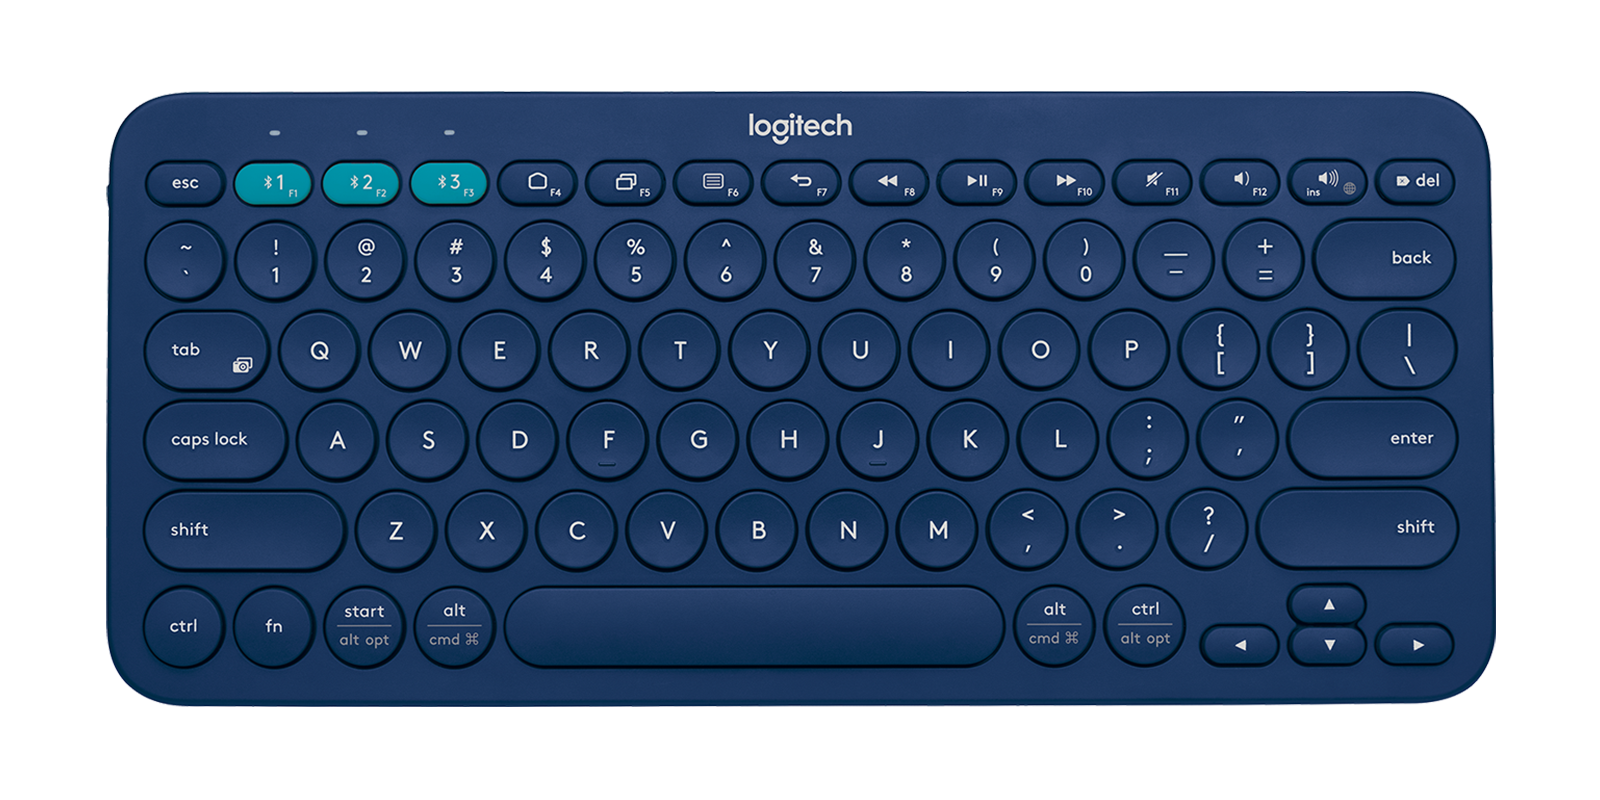 logitech
esc 1 F1 2 F2 3 F3 F4 F5 F6 F7 F8 F9 F10 F11 F12 ins del
~ ! @ # $ % ^ & * ( ) — +
` 1 2 3 4 5 6 7 8 9 0 – = back
tab Q W E R T Y U I O P { [ } ] | \
caps lock A S D F G H J K L : ; " ' enter
shift Z X C V B N M < , > . ? / shift
ctrl fn start alt alt ctrl
alt opt cmd ⌘ cmd ⌘ alt opt